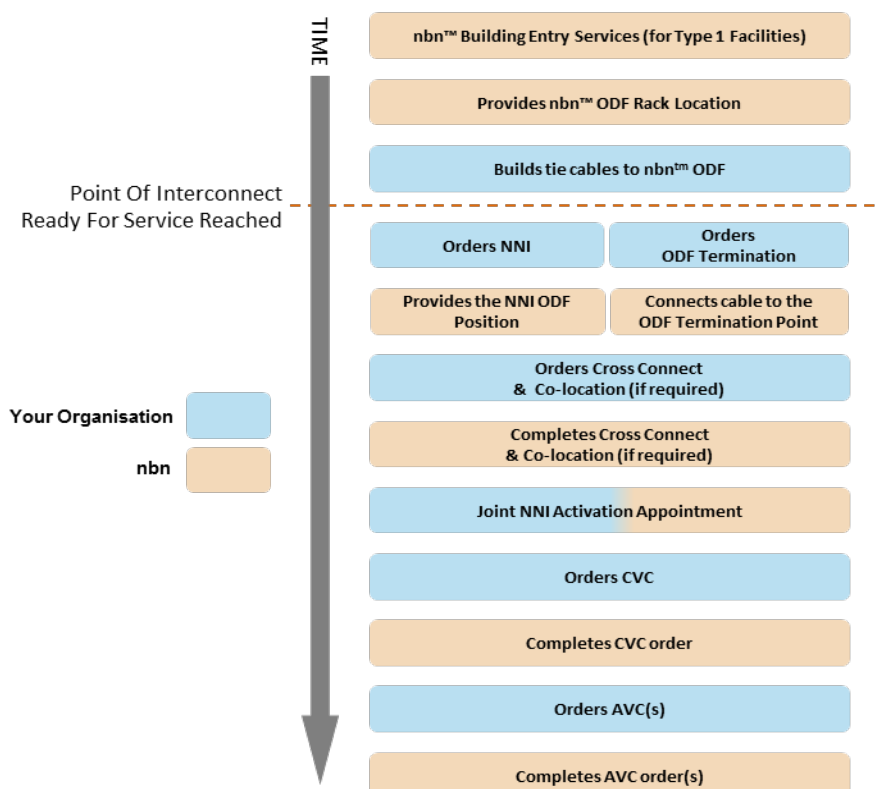 TIME
nbn™ Building Entry Services (for Type 1 Facilities)
Provides nbn™ ODF Rack Location
Builds tie cables to nbn™ ODF
Point Of Interconnect
Ready For Service Reached
Orders NNI
Orders
ODF Termination
Provides the NNI ODF
Position
Connects cable to the
ODF Termination Point
Orders Cross Connect
& Co-location (if required)
Your Organisation
nbn
Completes Cross Connect
& Co-location (if required)
Joint NNI Activation Appointment
Orders CVC
Completes CVC order
Orders AVC(s)
Completes AVC order(s)